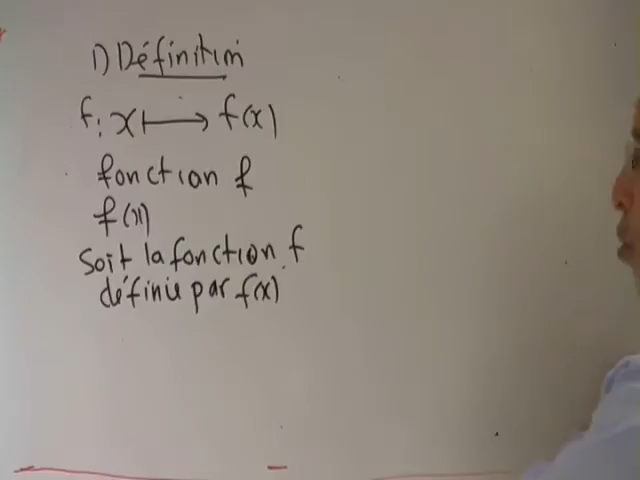 1) Définition
f: x ⟼ f(x)
fonction f
f(x)
Soit la fonction f
définie par f(x)